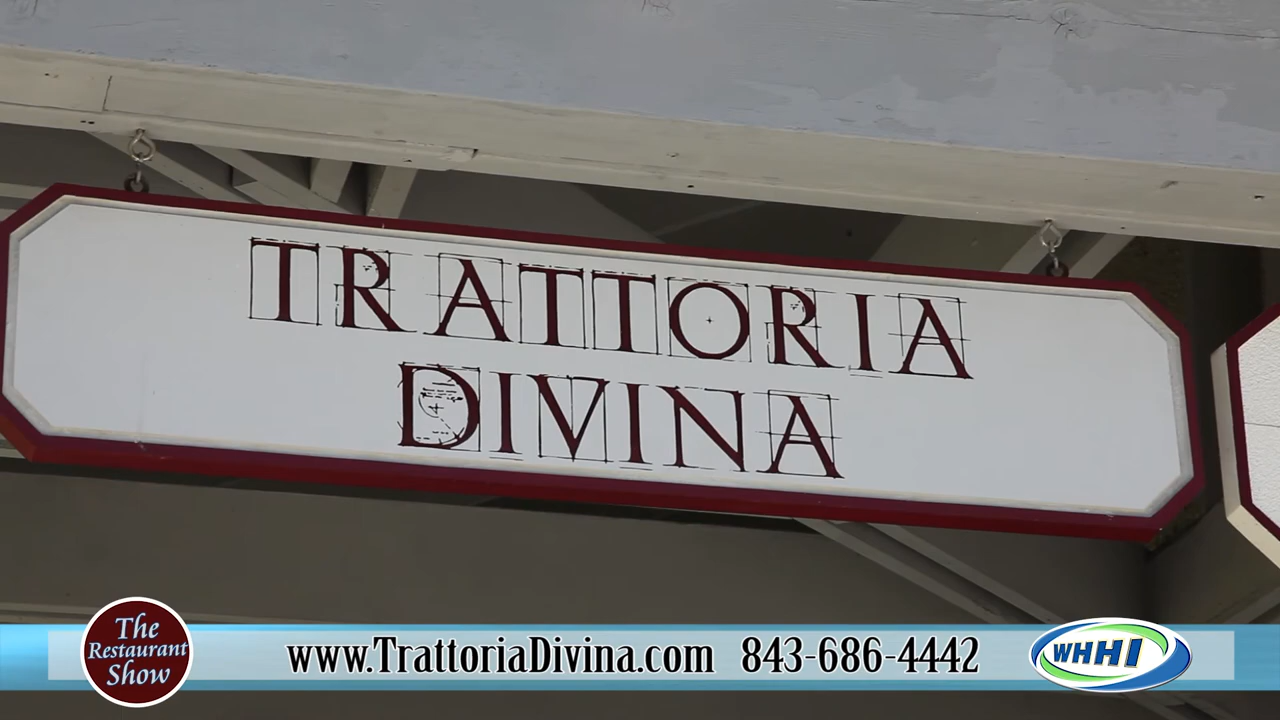 TRATTORIA
DIVINA
The
Restaurant
Show
www.TrattoriaDivina.com 843-686-4442
WHHI